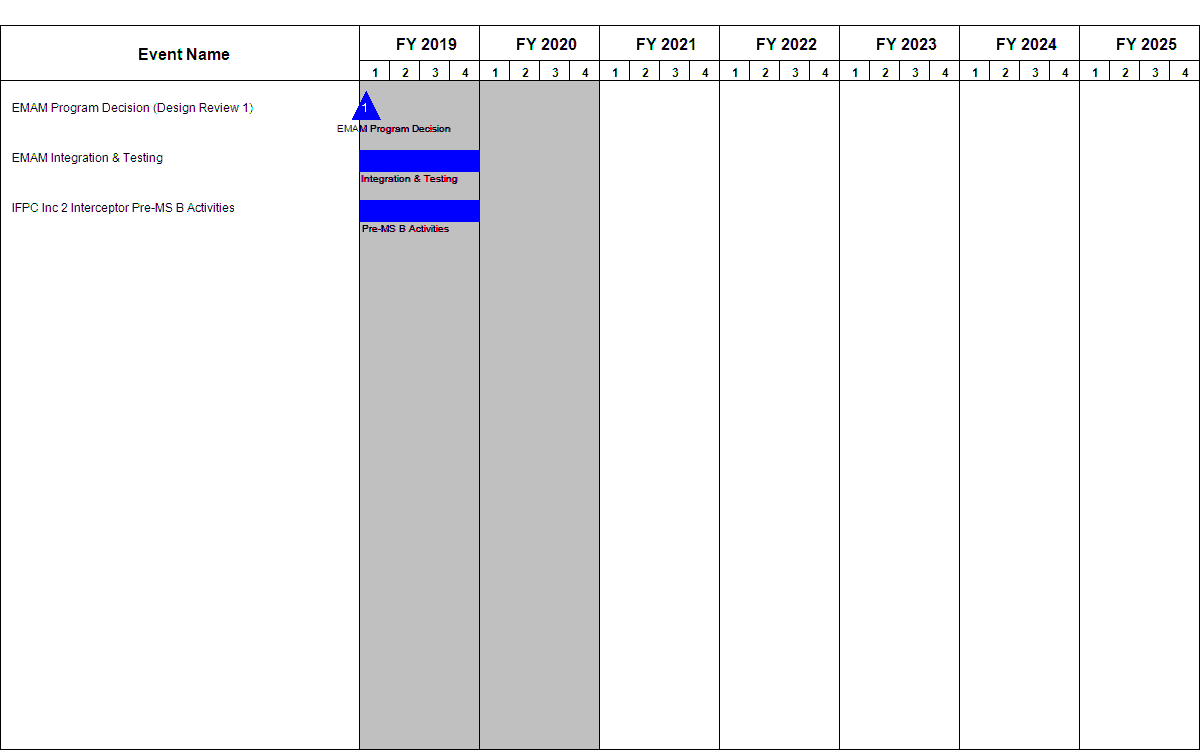 Event Name
FY 2019 FY 2020 FY 2021 FY 2022 FY 2023 FY 2024 FY 2025
1 2 3 4 1 2 3 4 1 2 3 4 1 2 3 4 1 2 3 4 1 2 3 4 1 2 3 4
EMAM Program Decision (Design Review 1)
1
EMAM Program Decision
EMAM Integration & Testing
Integration & Testing
IFPC Inc 2 Interceptor Pre-MS B Activities
Pre-MS B Activities